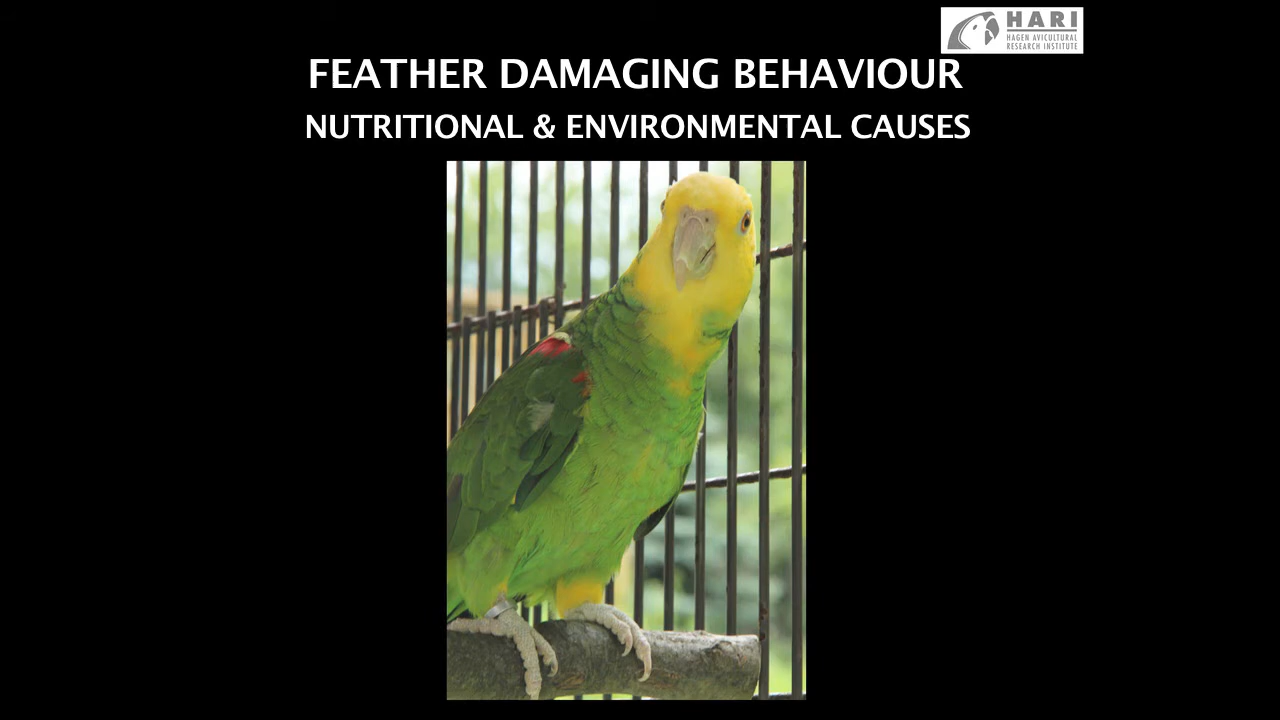 HARI
HAGEN AVICULTURAL
RESEARCH INSTITUTE
FEATHER DAMAGING BEHAVIOUR
NUTRITIONAL & ENVIRONMENTAL CAUSES